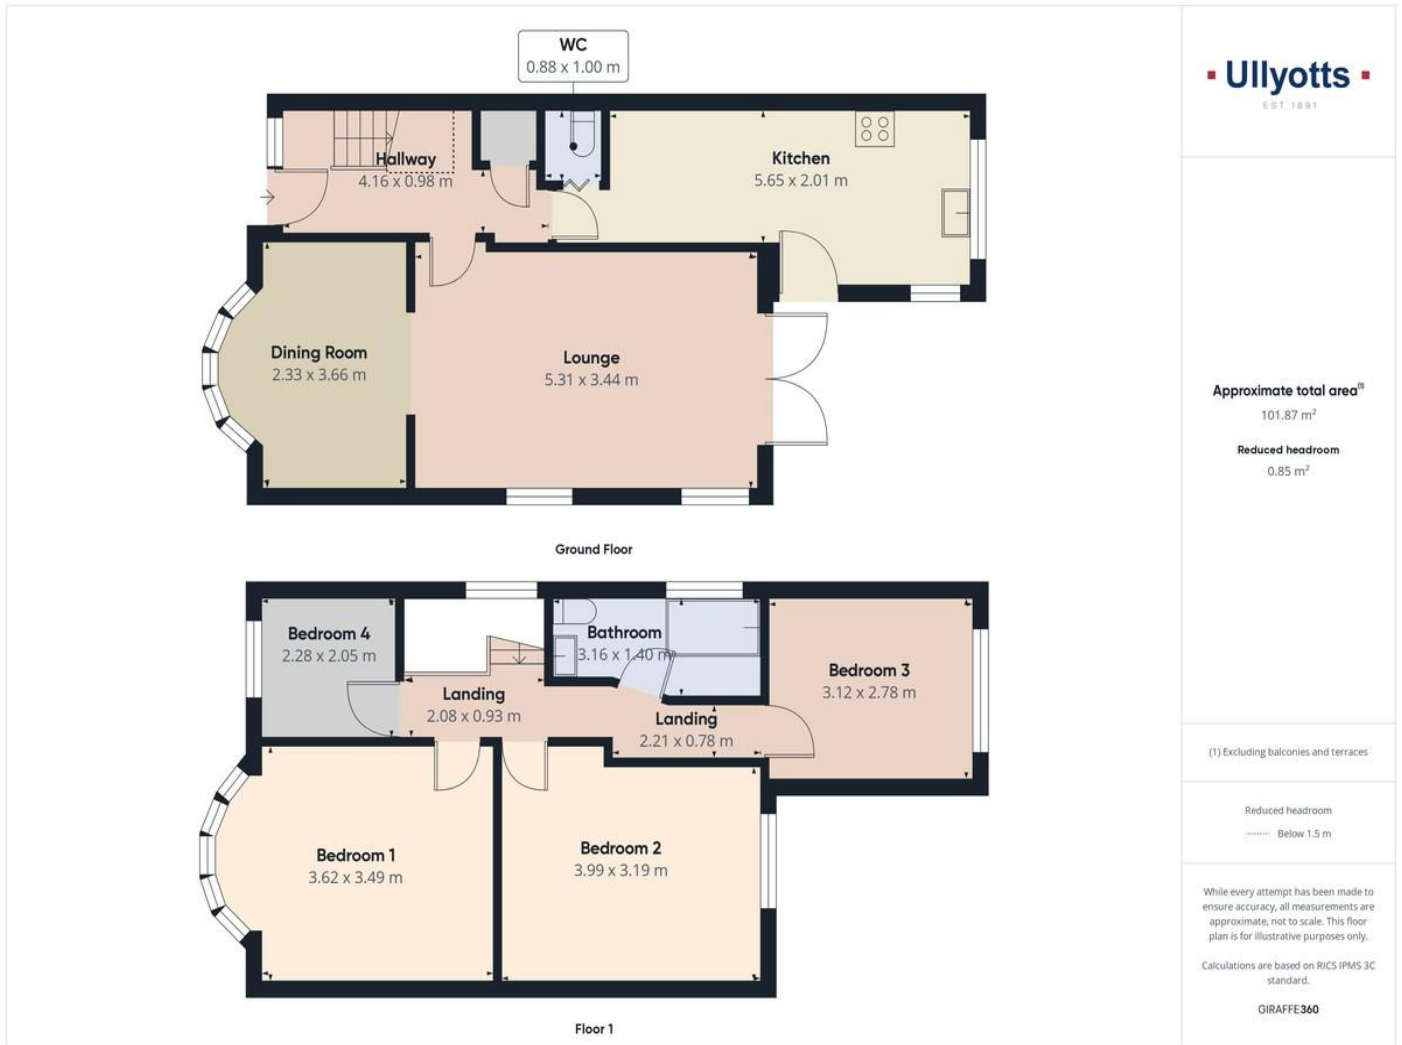 WC
0.88 x 1.00 m
Hallway
4.16 x 0.98 m
Kitchen
5.65 x 2.01 m
Dining Room
2.33 x 3.66 m
Lounge
5.31 x 3.44 m
Ground Floor
Bedroom 4
2.28 x 2.05 m
Bathroom
3.16 x 1.40 m
Bedroom 3
3.12 x 2.78 m
Landing
2.08 x 0.93 m
Landing
2.21 x 0.78 m
Bedroom 1
3.62 x 3.49 m
Bedroom 2
3.99 x 3.19 m
Floor 1
Ullyotts
EST 1891
Approximate total area(1)
101.87 m²
Reduced headroom
0.85 m²
(1) Excluding balconies and terraces
Reduced headroom
Below 1.5 m
While every attempt has been made to
ensure accuracy, all measurements are
approximate, not to scale. This floor
plan is for illustrative purposes only.
Calculations are based on RICS IPMS 3C
standard.
GIRAFFE360